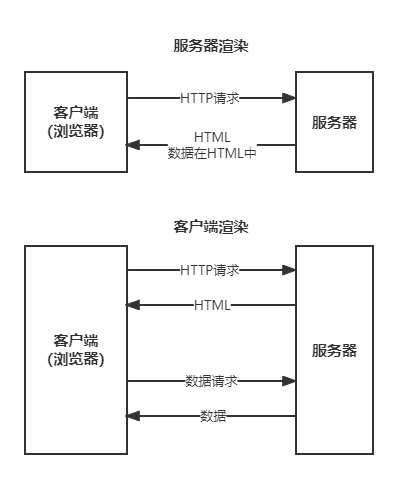 服务器渲染
客户端
(浏览器)
HTTP请求
服务器
HTML
数据在HTML中
客户端渲染
HTTP请求
HTML
客户端
(浏览器)
服务器
数据请求
数据